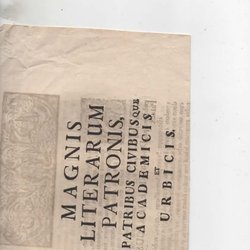 MAGNIS
LITERARUM
PATRONIS,
PATRIBUS CIVIBUSQUE
ACADEMICIS,
ET
URBICIS,